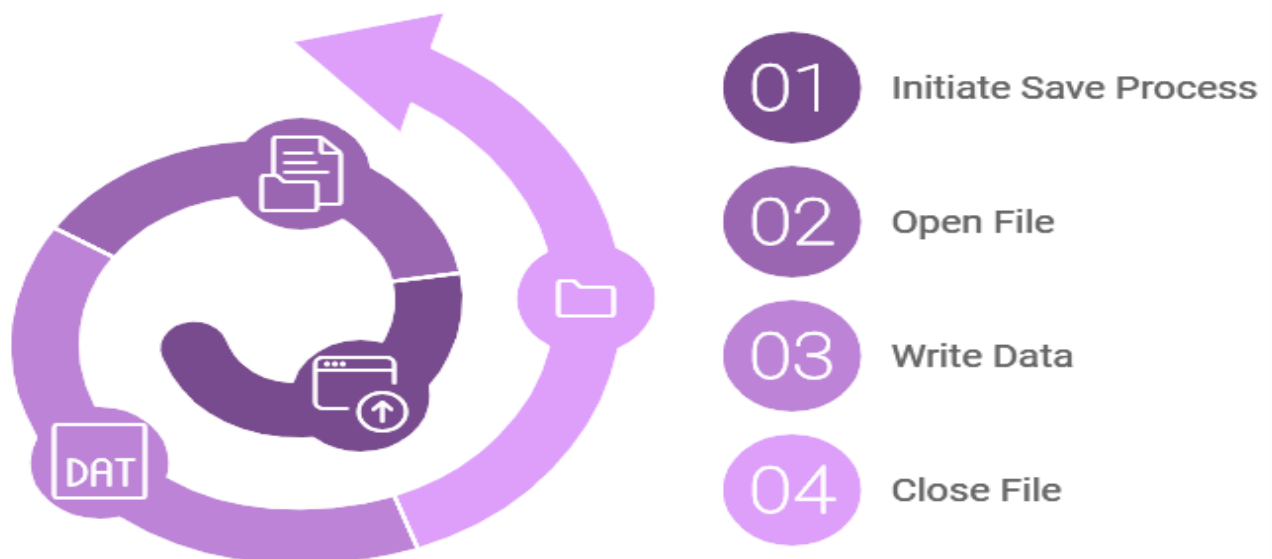 01 Initiate Save Process
02 Open File
03 Write Data
DAT
04 Close File